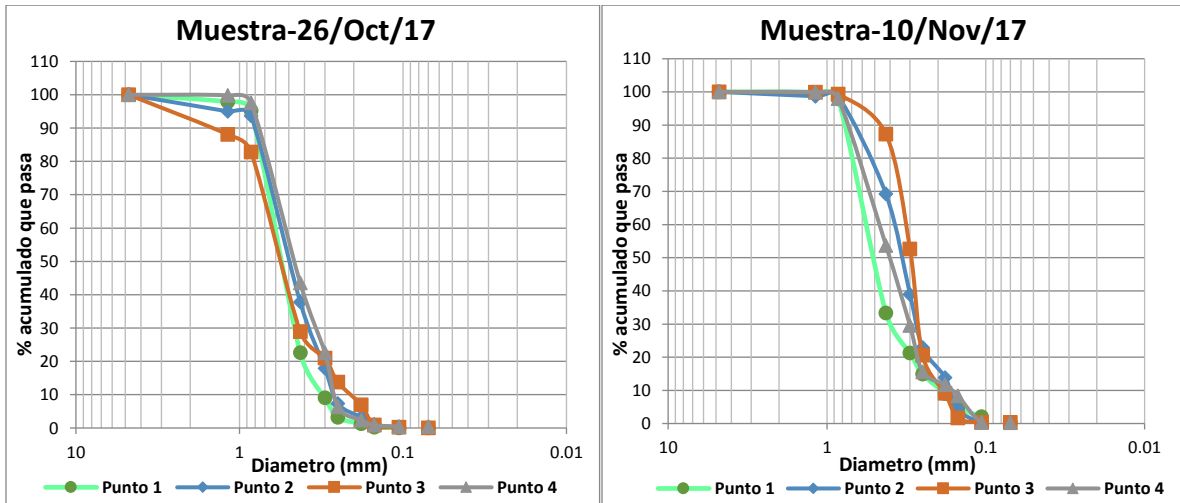 Muestra-26/Oct/17
% acumulado que pasa
110
100
90
80
70
60
50
40
30
20
10
0
10
1
0.1
0.01
Diametro (mm)
Punto 1
Punto 2
Punto 3
Punto 4
Muestra-10/Nov/17
% acumulado que pasa
110
100
90
80
70
60
50
40
30
20
10
0
10
1
0.1
0.01
Diametro (mm)
Punto 1
Punto 2
Punto 3
Punto 4